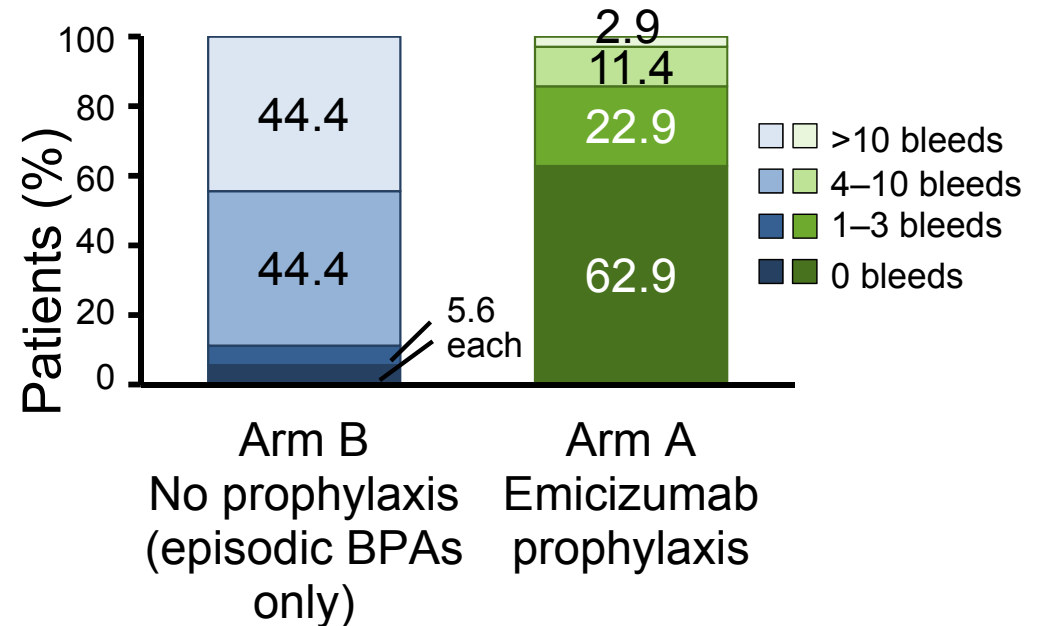 Patients (%)
100
80
60
40
20
0
44.4
44.4
5.6
each
2.9
11.4
22.9
62.9
>10 bleeds
4–10 bleeds
1–3 bleeds
0 bleeds
Arm B
No prophylaxis
(episodic BPAs
only)
Arm A
Emicizumab
prophylaxis